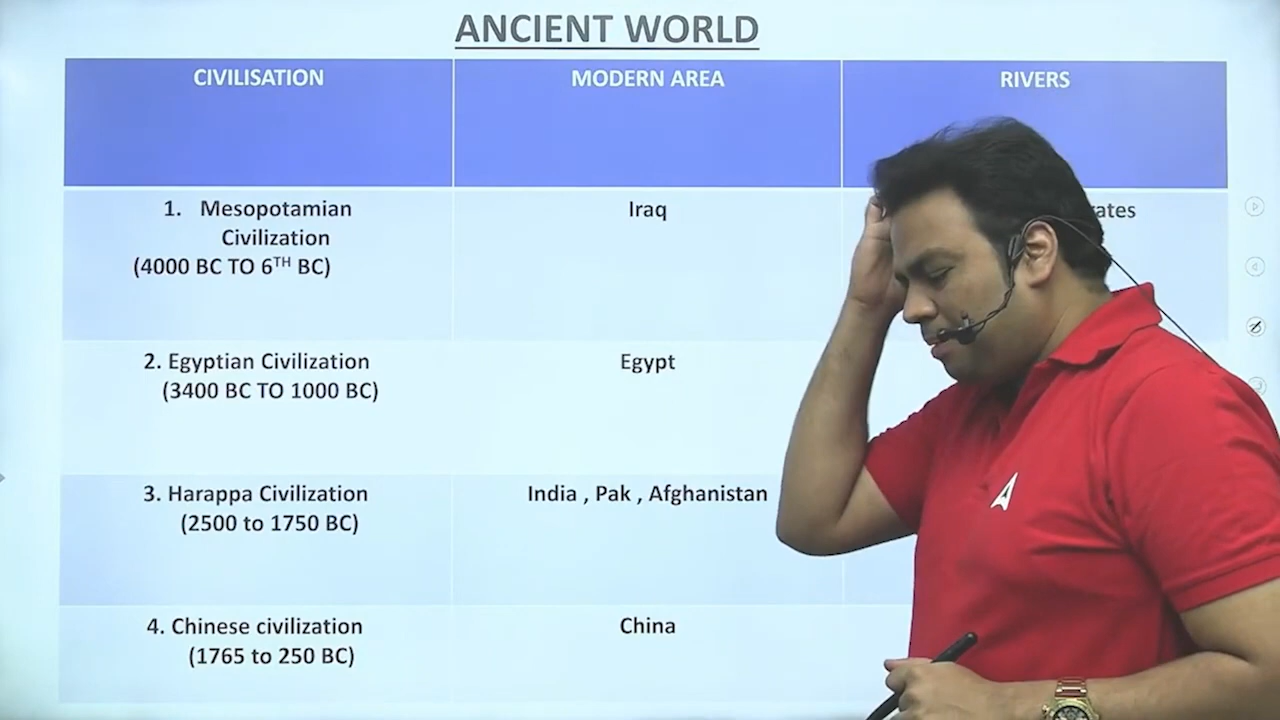 ANCIENT WORLD
CIVILISATION MODERN AREA RIVERS
1. Mesopotamian Iraq
Civilization
(4000 BC TO 6TH BC)
2. Egyptian Civilization Egypt
(3400 BC TO 1000 BC)
3. Harappa Civilization India , Pak , Afghanistan
(2500 to 1750 BC)
4. Chinese civilization China
(1765 to 250 BC)